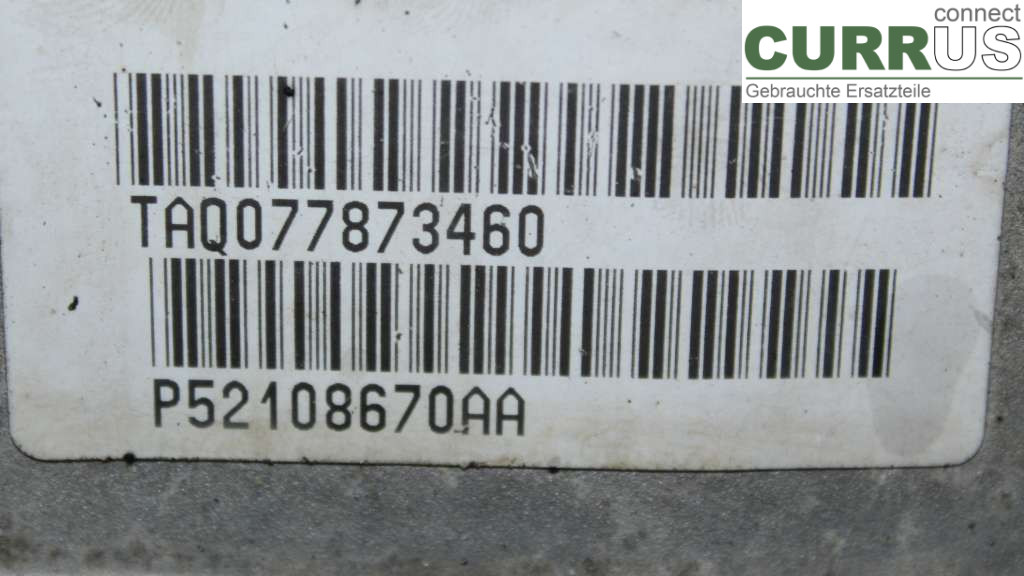 connect
CURRUS
Gebrauchte Ersatzteile
TAQ077873460
P52108670AA